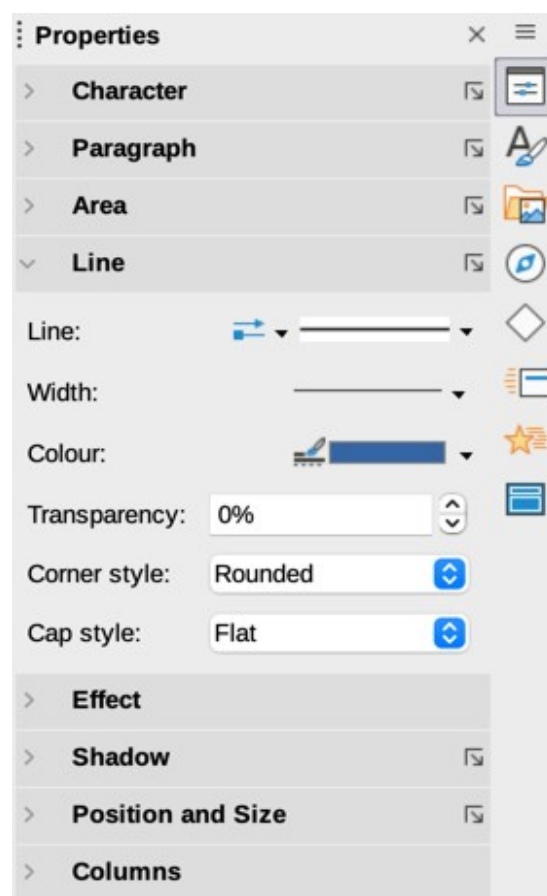 Properties
Character
Paragraph
Area
Line
Line:
Width:
Colour:
Transparency: 0%
Corner style: Rounded
Cap style: Flat
Effect
Shadow
Position and Size
Columns